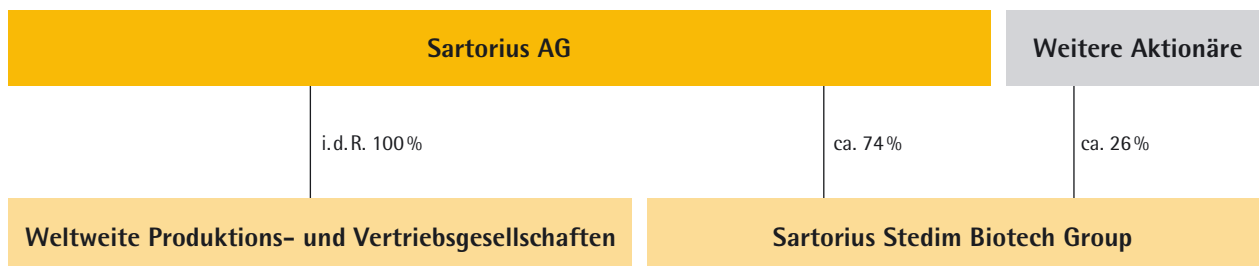 Sartorius AG
Weitere Aktionäre
i.d.R. 100%
ca. 74%
ca. 26%
Weltweite Produktions- und Vertriebsgesellschaften
Sartorius Stedim Biotech Group